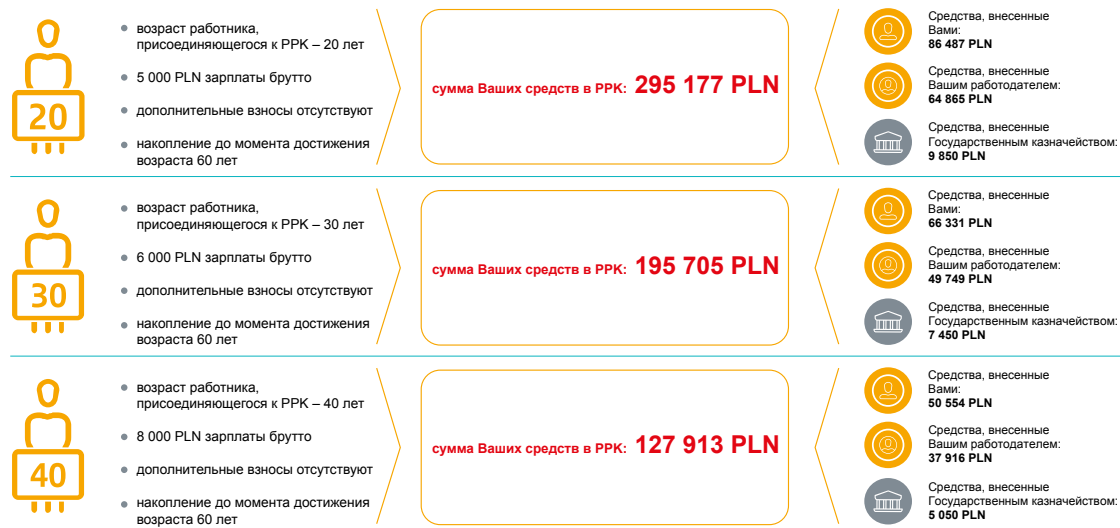 20
возраст работника,
присоединяющегося к PPK – 20 лет
5 000 PLN зарплаты брутто
дополнительные взносы отсутствуют
накопление до момента достижения
возраста 60 лет
сумма Ваших средств в PPK: 295 177 PLN
Средства, внесенные
Вами:
86 487 PLN
Средства, внесенные
Вашим работодателем:
64 865 PLN
Средства, внесенные
Государственным казначейством:
9 850 PLN
30
возраст работника,
присоединяющегося к PPK – 30 лет
6 000 PLN зарплаты брутто
дополнительные взносы отсутствуют
накопление до момента достижения
возраста 60 лет
сумма Ваших средств в PPK: 195 705 PLN
Средства, внесенные
Вами:
66 331 PLN
Средства, внесенные
Вашим работодателем:
49 749 PLN
Средства, внесенные
Государственным казначейством:
7 450 PLN
40
возраст работника,
присоединяющегося к PPK – 40 лет
8 000 PLN зарплаты брутто
дополнительные взносы отсутствуют
накопление до момента достижения
возраста 60 лет
сумма Ваших средств в PPK: 127 913 PLN
Средства, внесенные
Вами:
50 554 PLN
Средства, внесенные
Вашим работодателем:
37 916 PLN
Средства, внесенные
Государственным казначейством:
5 050 PLN